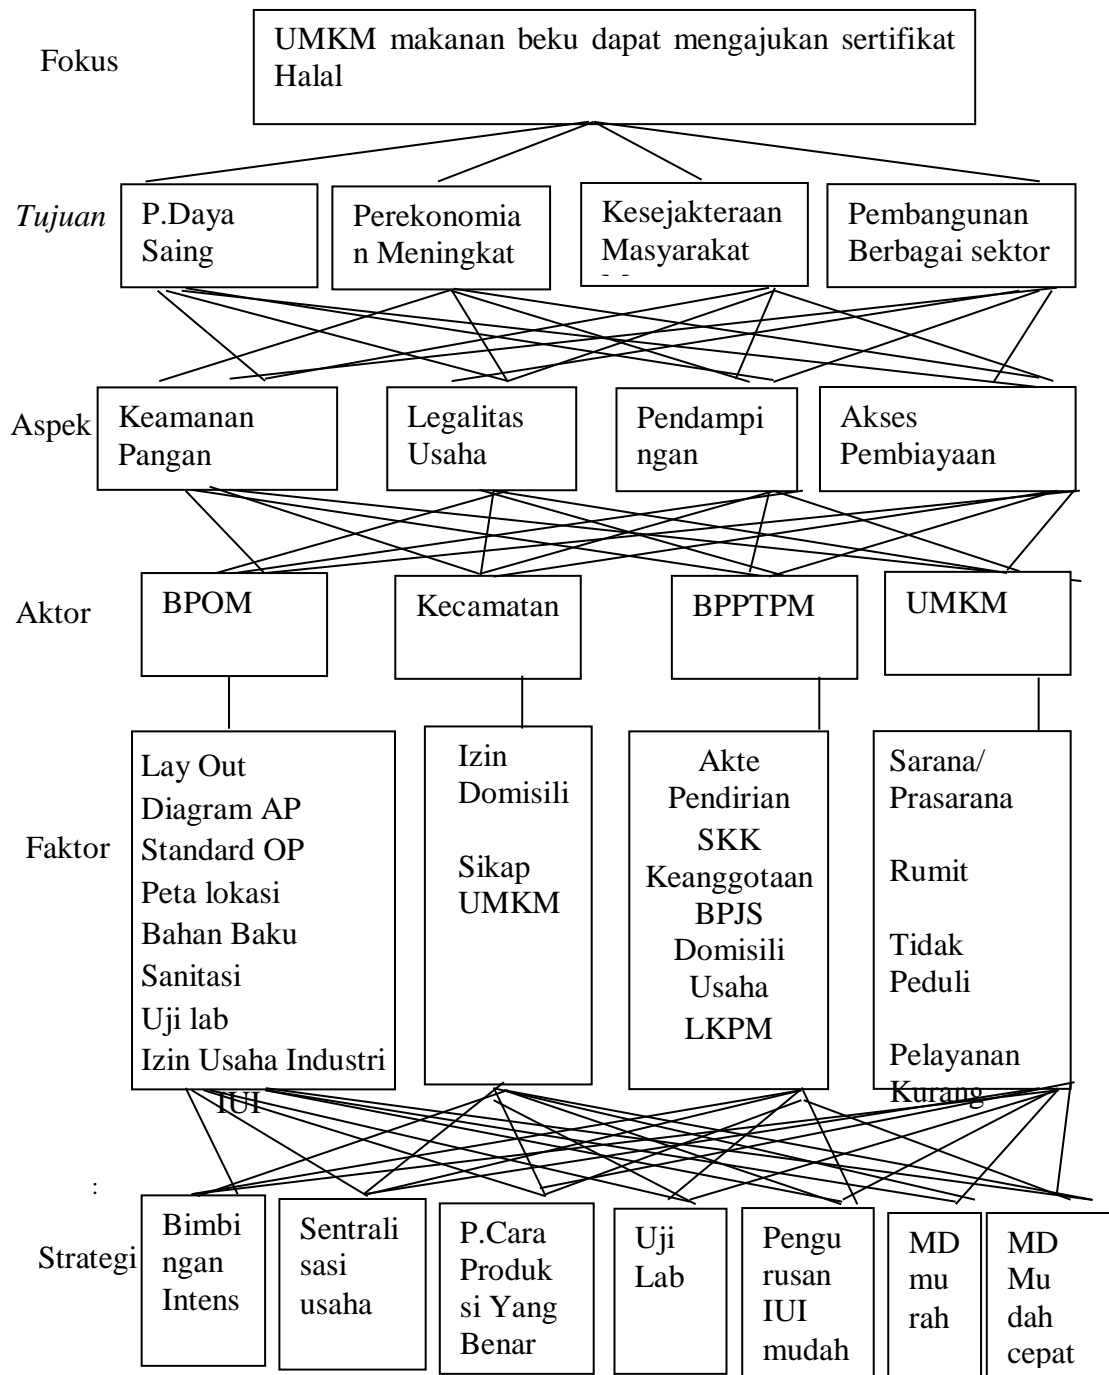 Fokus
UMKM makanan beku dapat mengajukan sertifikat
Halal
Tujuan
P.Daya
Saing
Perekonomia
n Meningkat
Kesejakteraan
Masyarakat
Pembangunan
Berbagai sektor
Aspek
Keamanan
Pangan
Legalitas
Usaha
Pendampi
ngan
Akses
Pembiayaan
Aktor
BPOM
Kecamatan
BPPTPM
UMKM
Faktor
Lay Out
Diagram AP
Standard OP
Peta lokasi
Bahan Baku
Sanitasi
Uji lab
Izin Usaha Industri
IUI
Izin
Domisili
Sikap
UMKM
Akte
Pendirian
SKK
Keanggotaan
BPJS
Domisili
Usaha
LKPM
Sarana/
Prasarana
Rumit
Tidak
Peduli
Pelayanan
Kurang
:
Strategi
Bimbi
ngan
Intens
Sentrali
sasi
usaha
P.Cara
Produk
si Yang
Benar
Uji
Lab
Pengu
rusan
IUI
mudah
MD
mu
rah
MD
Mu
dah
cepat